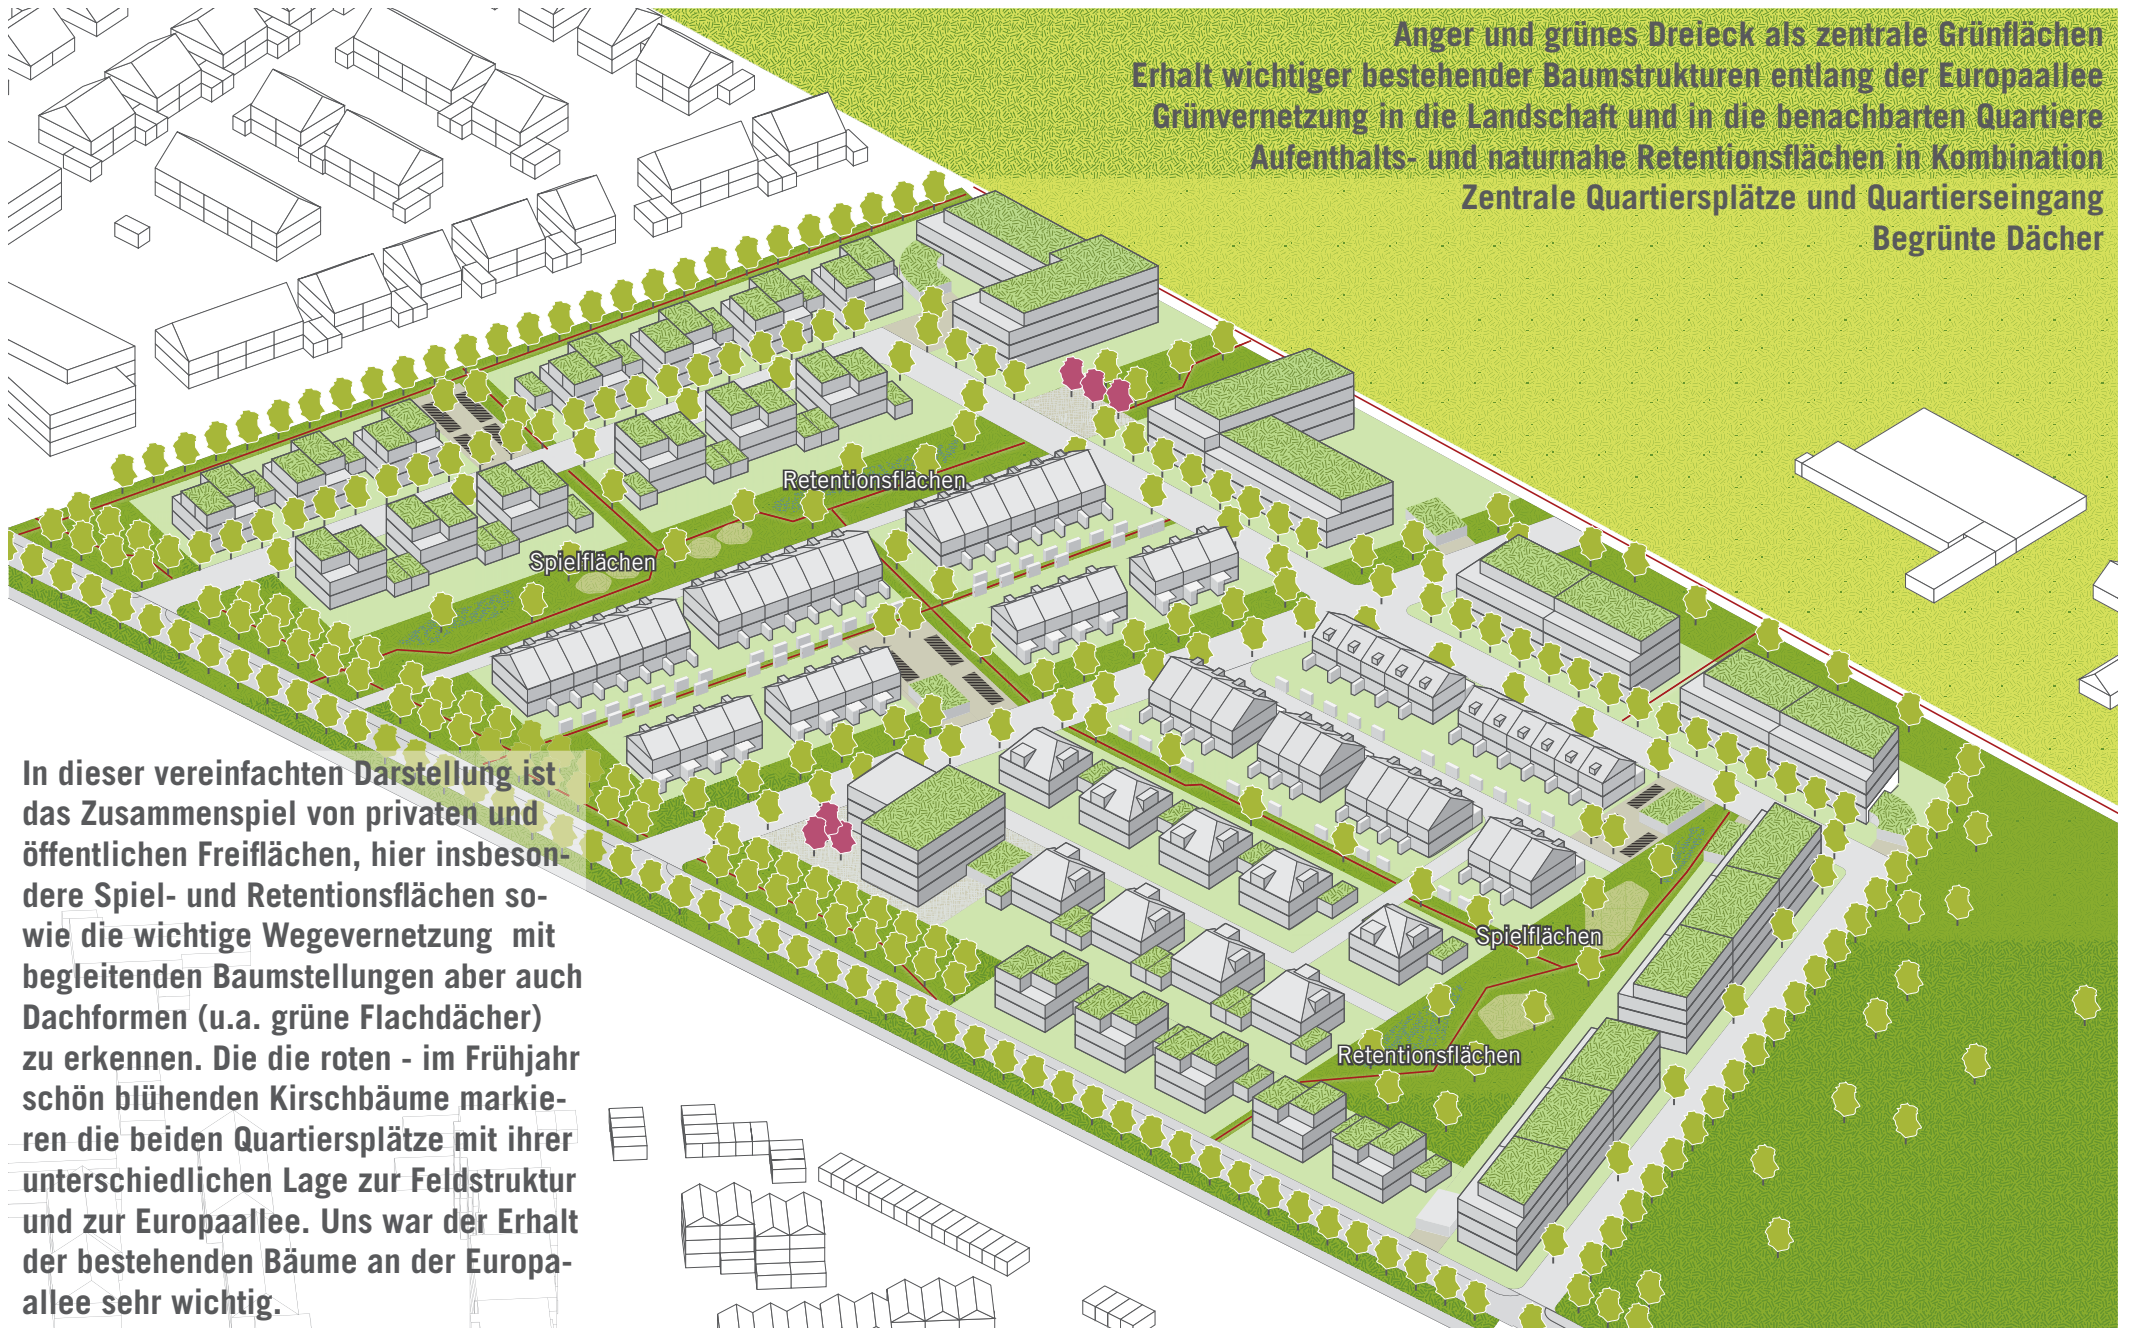 Anger und grünes Dreieck als zentrale Grünflächen
Erhalt wichtiger bestehender Baumstrukturen entlang der Europaallee
Grünvernetzung in die Landschaft und in die benachbarten Quartiere
Aufenthalts- und naturnahe Retentionsflächen in Kombination
Zentrale Quartiersplätze und Quartierseingang
Begrünte Dächer
Retentionsflächen
Spielflächen
Spielflächen
Retentionsflächen
In dieser vereinfachten Darstellung ist
das Zusammenspiel von privaten und
öffentlichen Freiflächen, hier insbeson-
dere Spiel- und Retentionsflächen so-
wie die wichtige Wegevernetzung mit
begleitenden Baumstellungen aber auch
Dachformen (u.a. grüne Flachdächer)
zu erkennen. Die die roten - im Frühjahr
schön blühenden Kirschbäume markie-
ren die beiden Quartiersplätze mit ihrer
unterschiedlichen Lage zur Feldstruktur
und zur Europaallee. Uns war der Erhalt
der bestehenden Bäume an der Europa-
allee sehr wichtig.